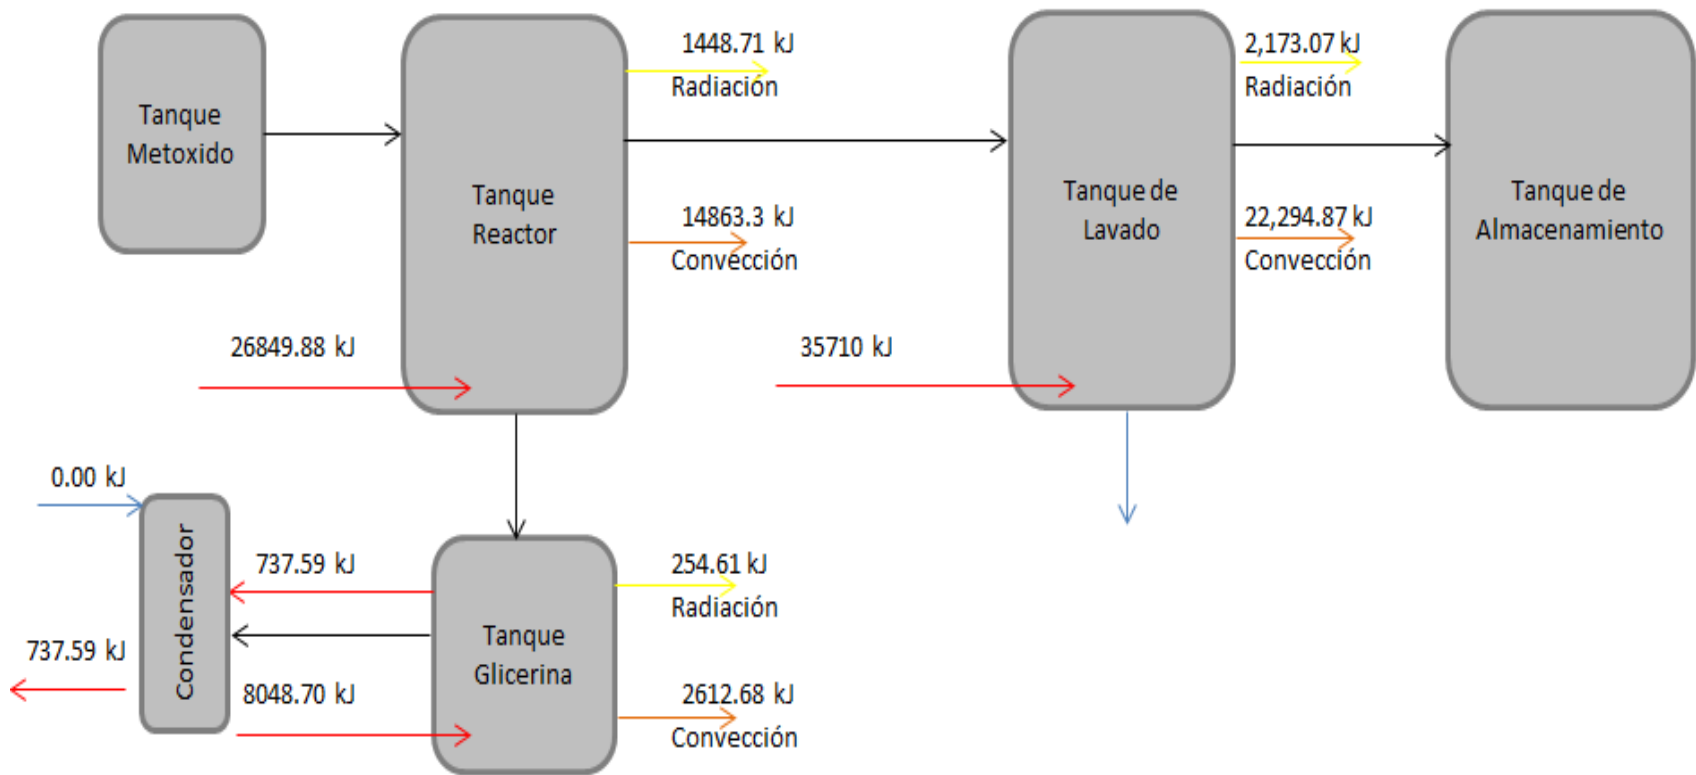 Tanque
Metoxido
Tanque
Reactor
1448.71 kJ
Radiación
14863.3 kJ
Convección
26849.88 kJ
Tanque de
Lavado
35710 kJ
2,173.07 kJ
Radiación
22,294.87 kJ
Convección
Tanque de
Almacenamiento
0.00 kJ
Condensador
737.59 kJ
737.59 kJ
8048.70 kJ
Tanque
Glicerina
254.61 kJ
Radiación
2612.68 kJ
Convección